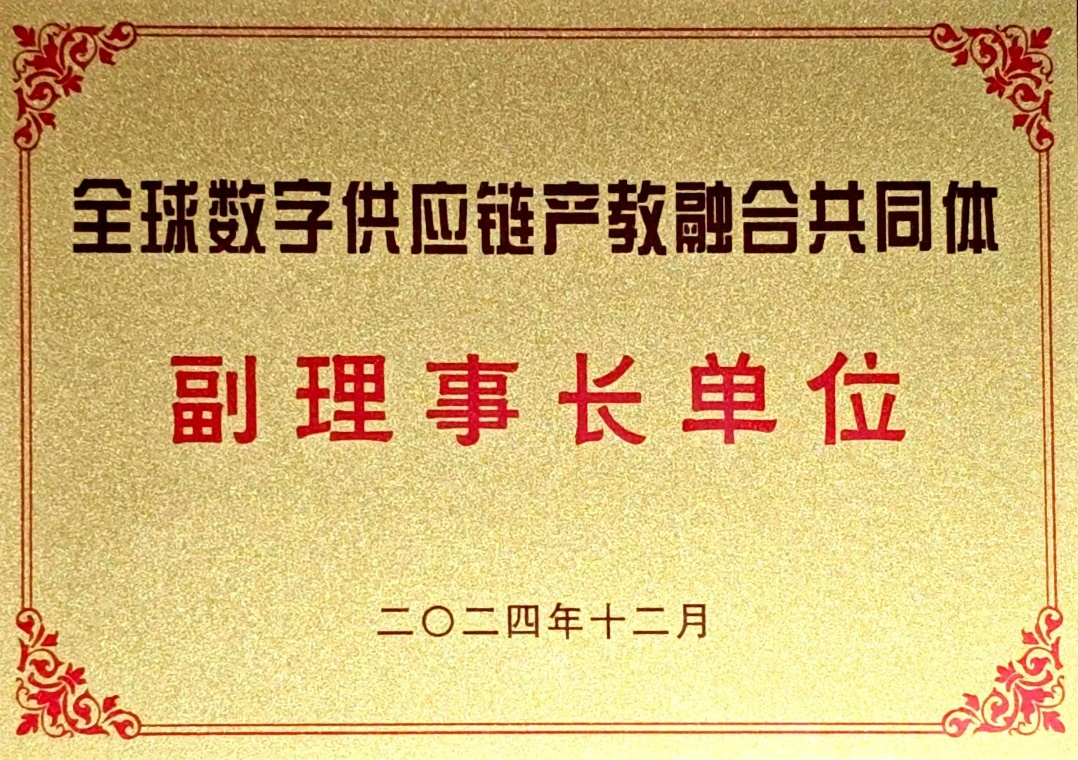 全球数字供应链产教融合共同体
副理事长单位
二〇二四年十二月